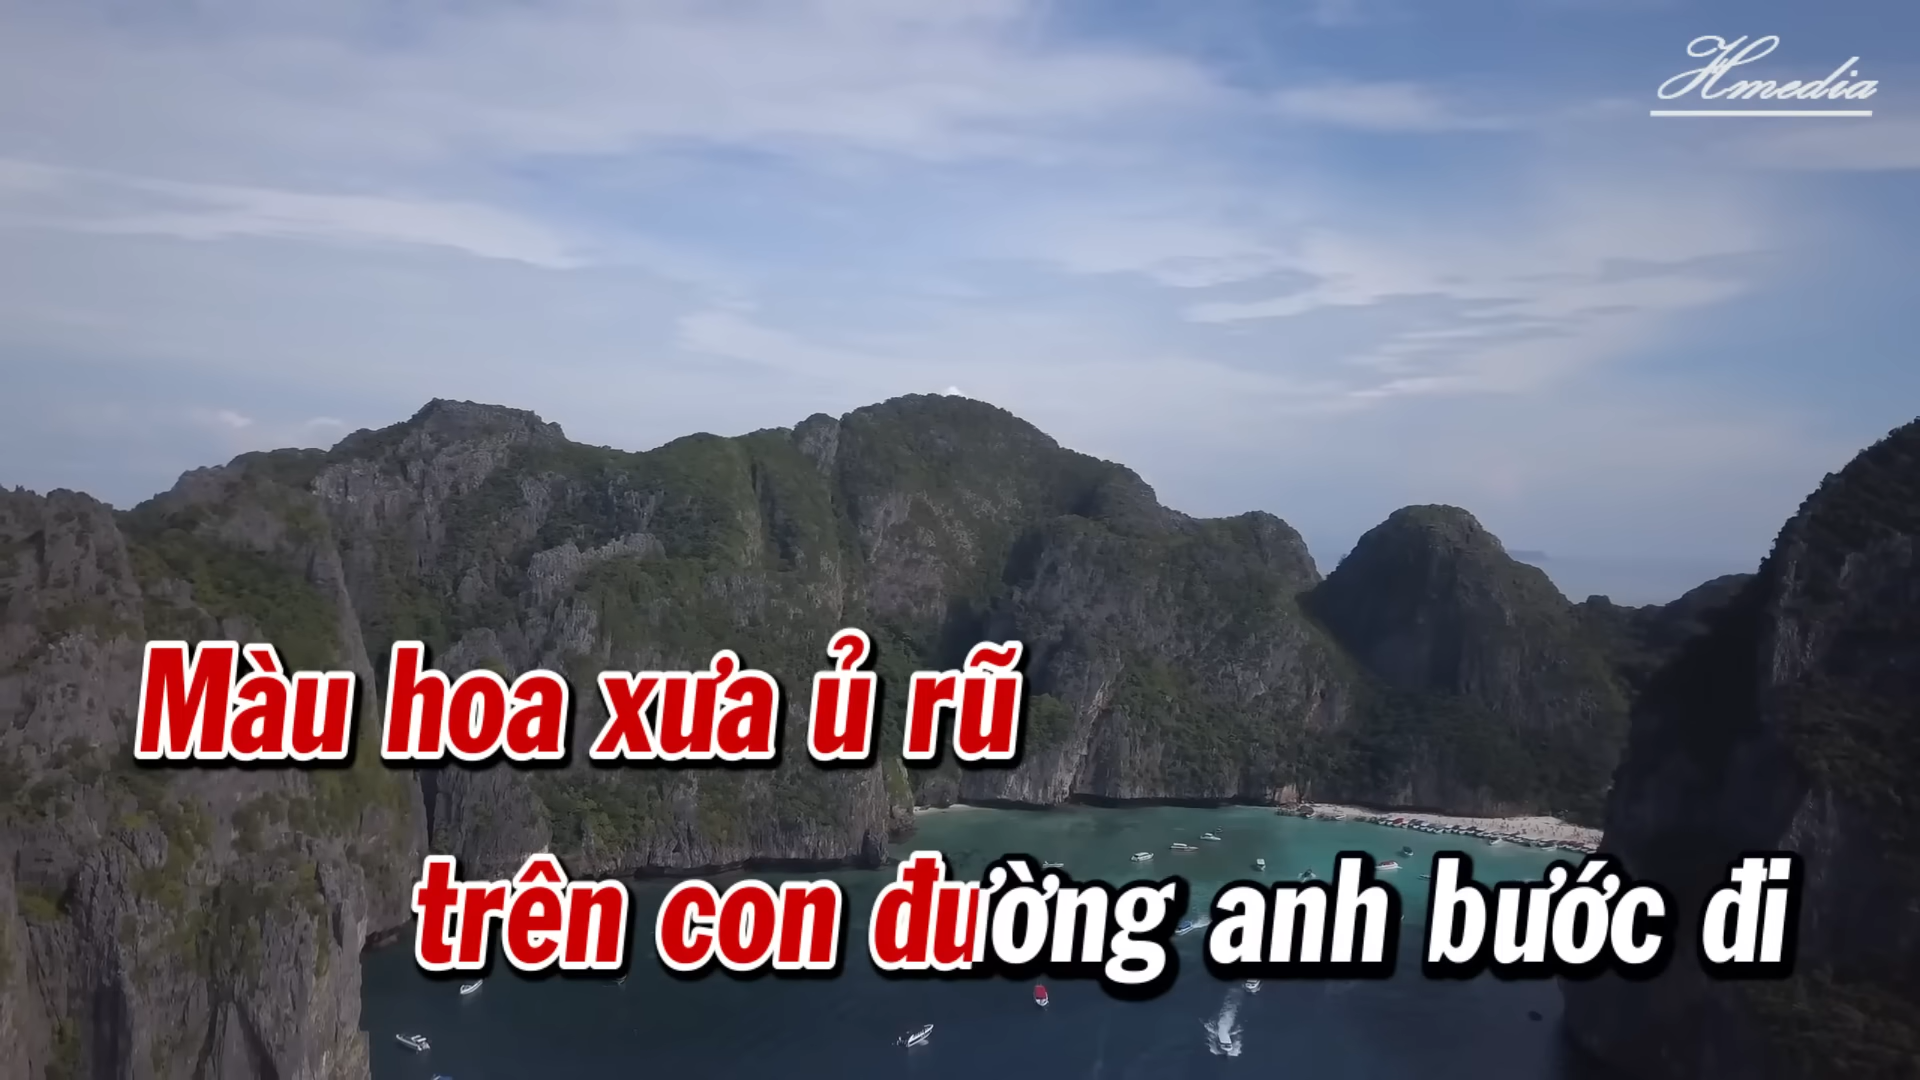 Hmedia
Màu hoa xưa ủ rũ
trên con đường anh bước đi